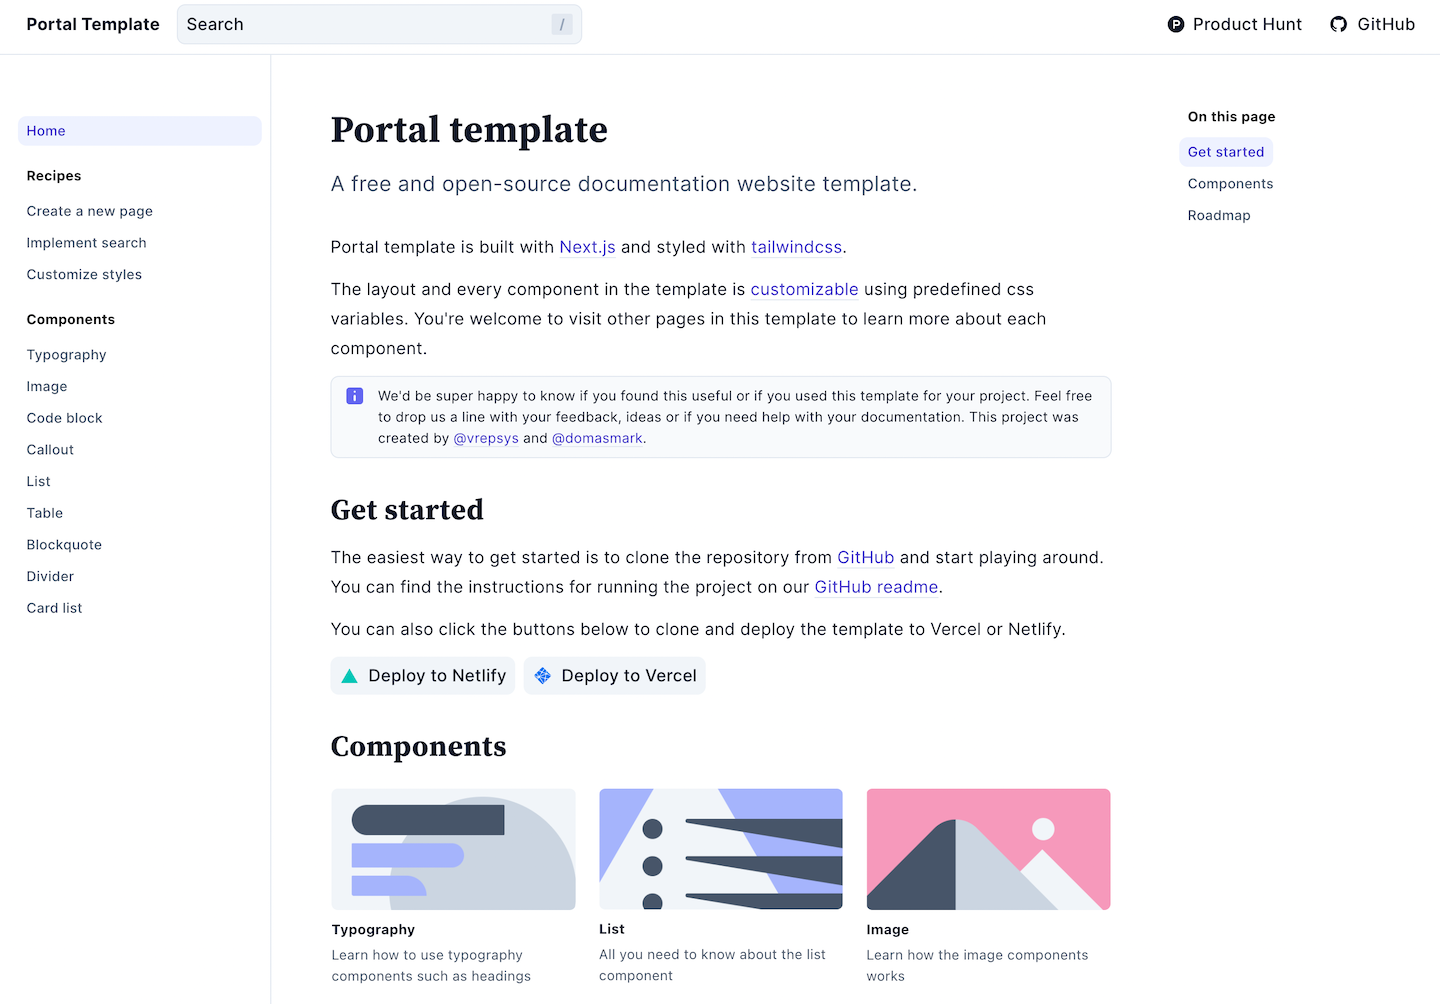 Portal Template
Search
/
Product Hunt
GitHub
Home
Recipes
Create a new page
Implement search
Customize styles
Components
Typography
Image
Code block
Callout
List
Table
Blockquote
Divider
Card list
Portal template
A free and open-source documentation website template.
Portal template is built with Next.js and styled with tailwindcss.
The layout and every component in the template is customizable using predefined css
variables. You're welcome to visit other pages in this template to learn more about each
component.
We'd be super happy to know if you found this useful or if you used this template for your project. Feel free
to drop us a line with your feedback, ideas or if you need help with your documentation. This project was
created by @vrepsys and @domasmark.
Get started
The easiest way to get started is to clone the repository from GitHub and start playing around.
You can find the instructions for running the project on our GitHub readme.
You can also click the buttons below to clone and deploy the template to Vercel or Netlify.
Deploy to Netlify
Deploy to Vercel
Components
Typography
Learn how to use typography
components such as headings
List
All you need to know about the list
component
Image
Learn how the image components
works
On this page
Get started
Components
Roadmap